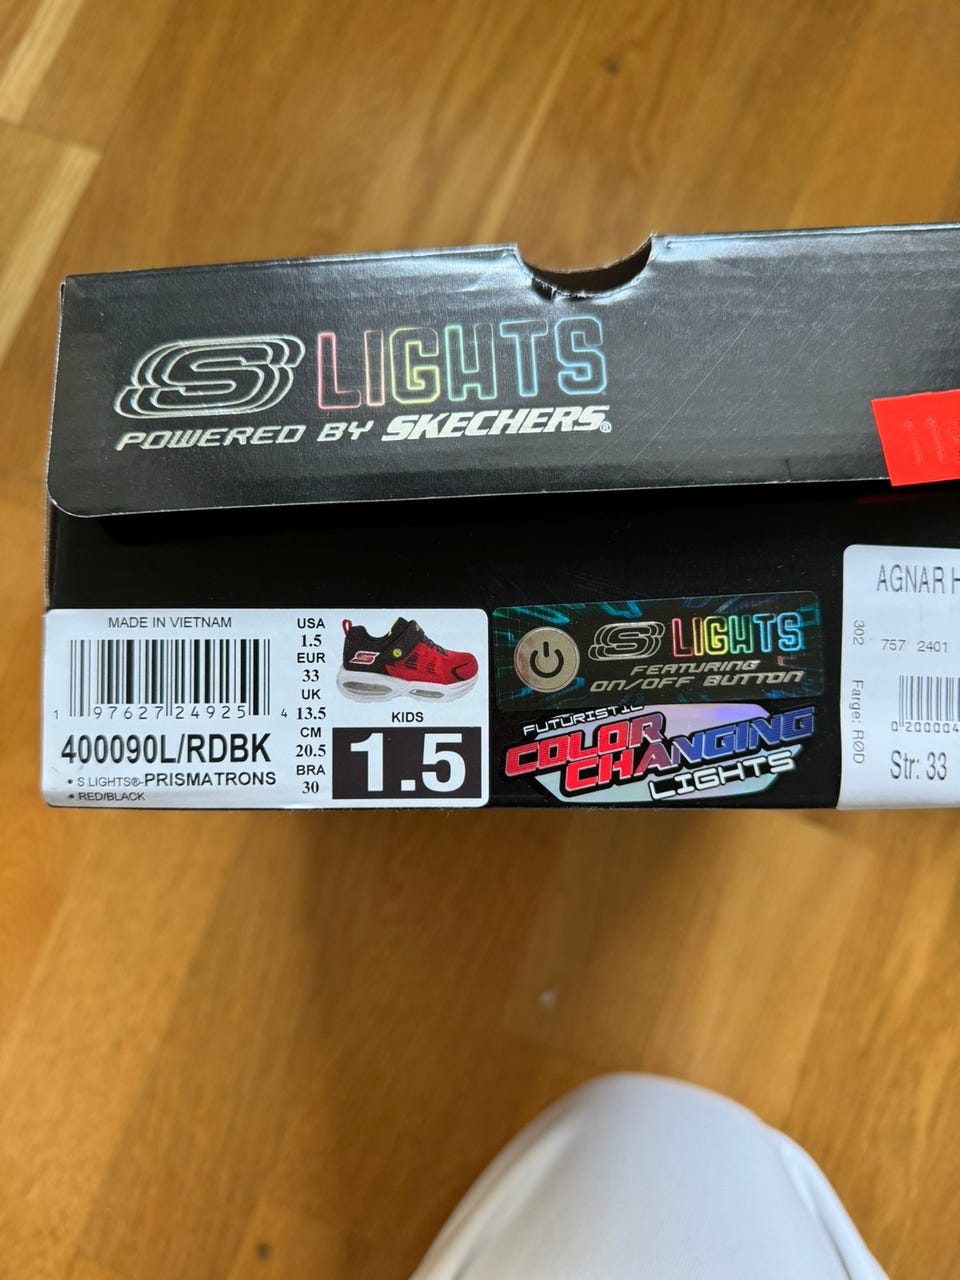 S LIGHTS
POWERED BY SKECHERS®
MADE IN VIETNAM
1 97627 24925 4
400090L/RDBK
• S LIGHTS®-PRISMATRONS
• RED/BLACK
USA
1.5
EUR
33
UK
13.5
CM
20.5
BRA
30
KIDS
1.5
S LIGHTS
FEATURING
ON/OFF BUTTON
FUTURISTIC
COLOR
CHANGING
LIGHTS
AGNAR
302
757 2401
Farge: RØD
0 200004
Str: 33